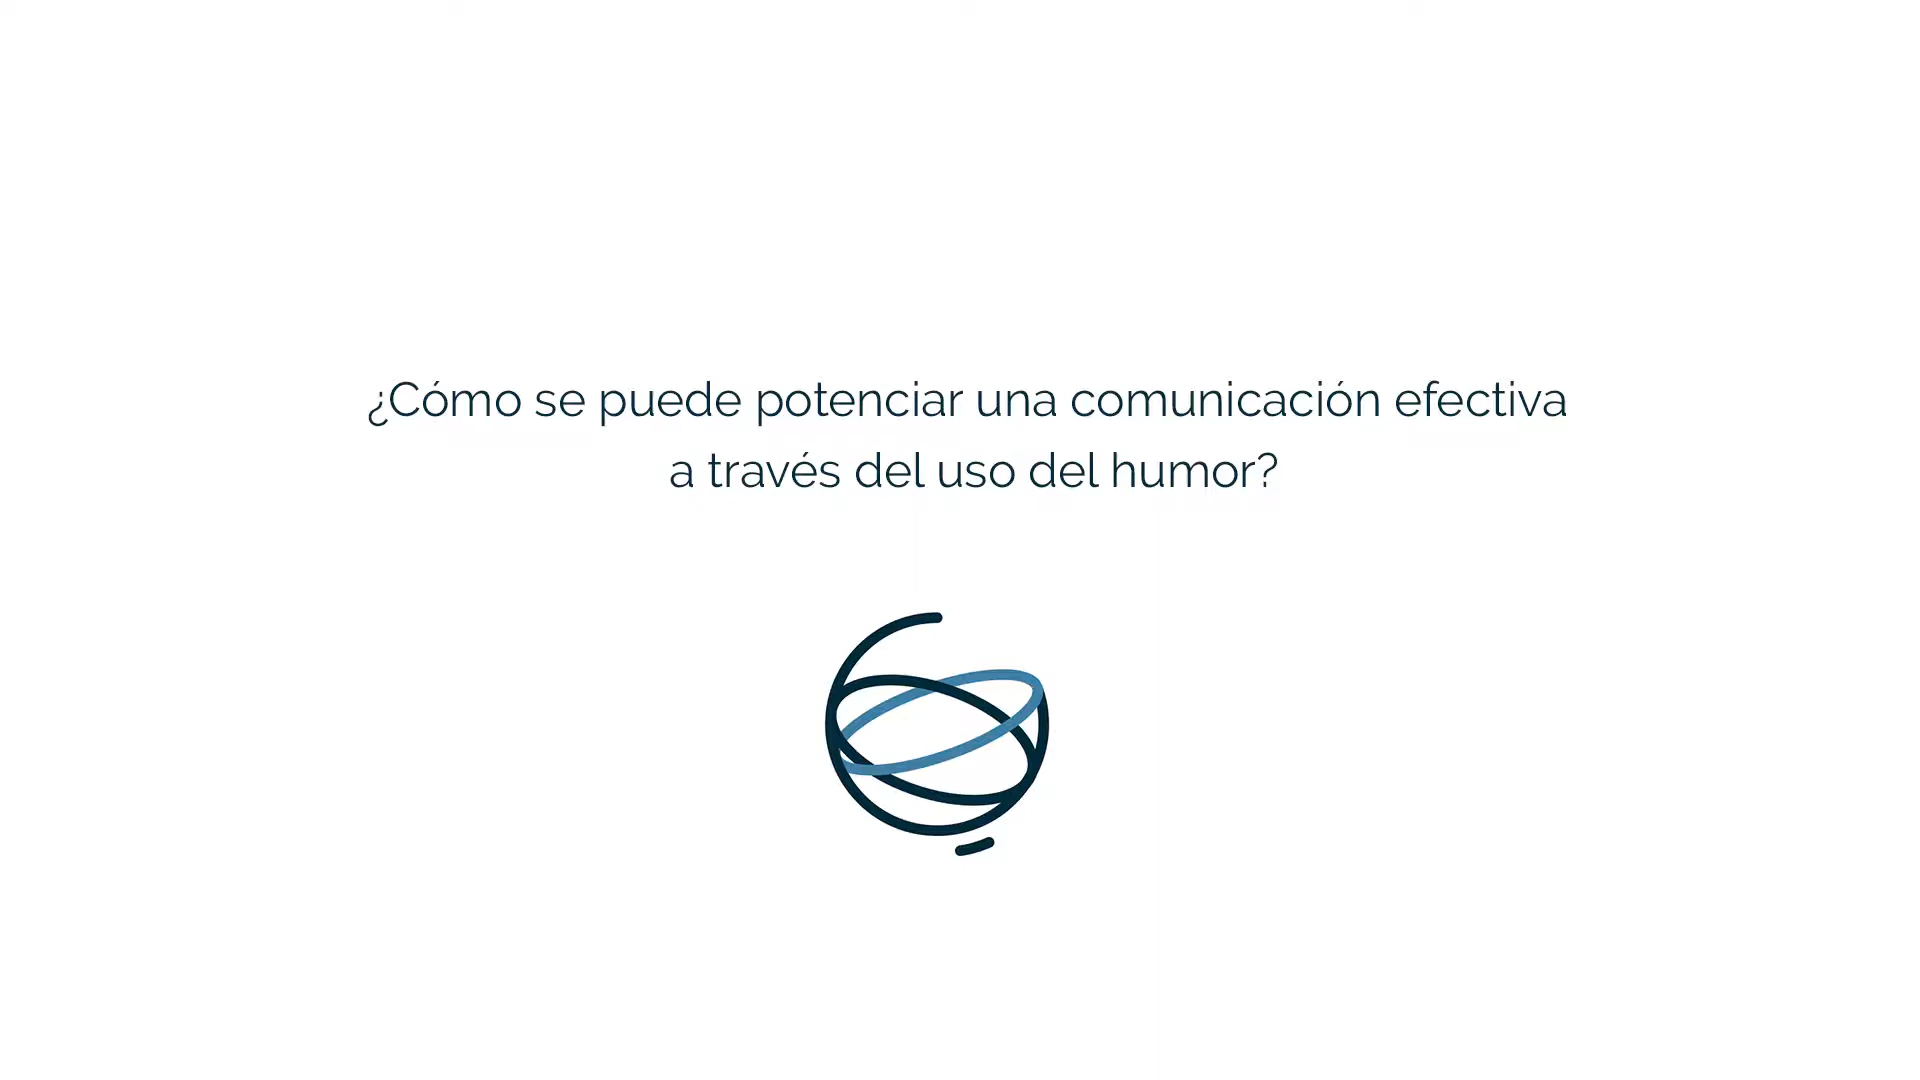 ¿Cómo se puede potenciar una comunicación efectiva
a través del uso del humor?